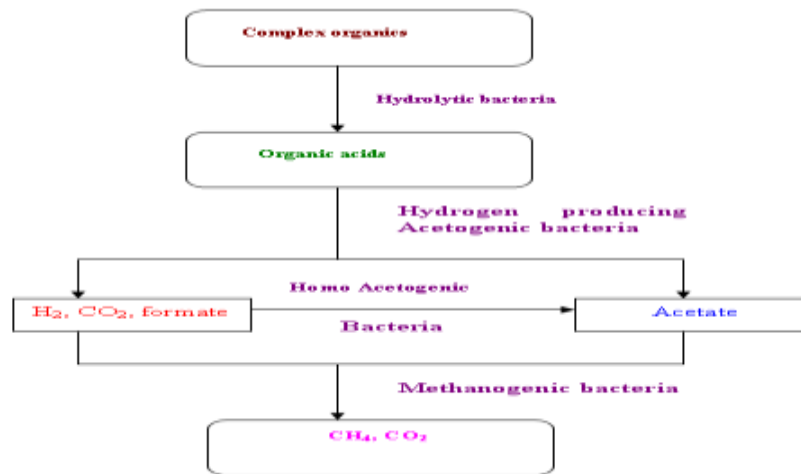 Complex organics
Hydrolytic bacteria
Organic acids
Hydrogen producing
Acetogenic bacteria
Homo Acetogenic
H₂, CO₂, formate
Acetate
Bacteria
Methanogenic bacteria
CH₄, CO₂